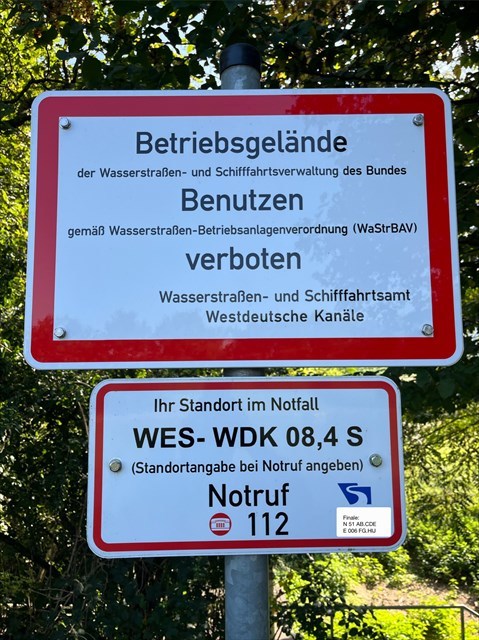 Betriebsgelände
der Wasserstraßen- und Schifffahrtsverwaltung des Bundes
Benutzen
gemäß Wasserstraßen-Betriebsanlagenverordnung (WaStrBAV)
verboten
Wasserstraßen- und Schifffahrtsamt
Westdeutsche Kanäle
Ihr Standort im Notfall
WES- WDK 08,4 S
(Standortangabe bei Notruf angeben)
Notruf
112
Finale:
N 51 AB.CDE
E 006 FG.HIJ